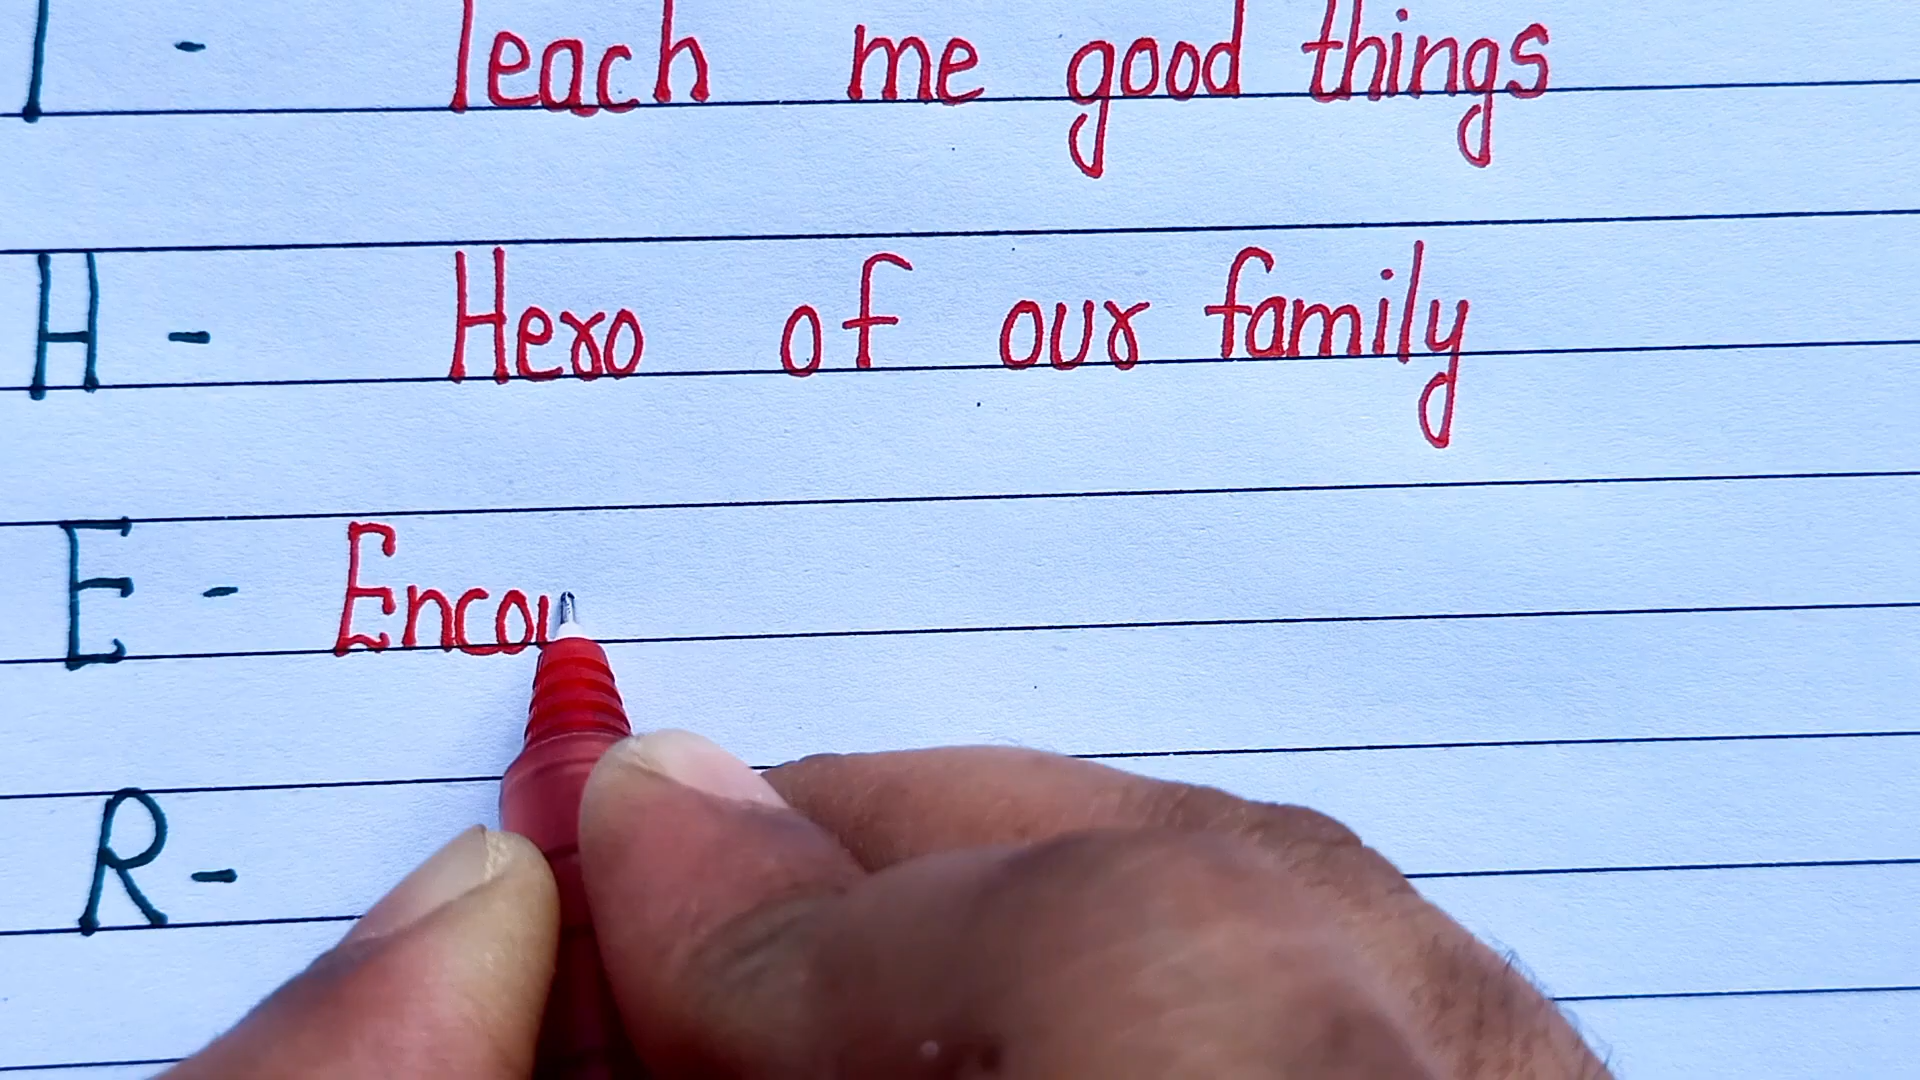 T - Teach me good things
H - Hero of our family
E - Encou
R -